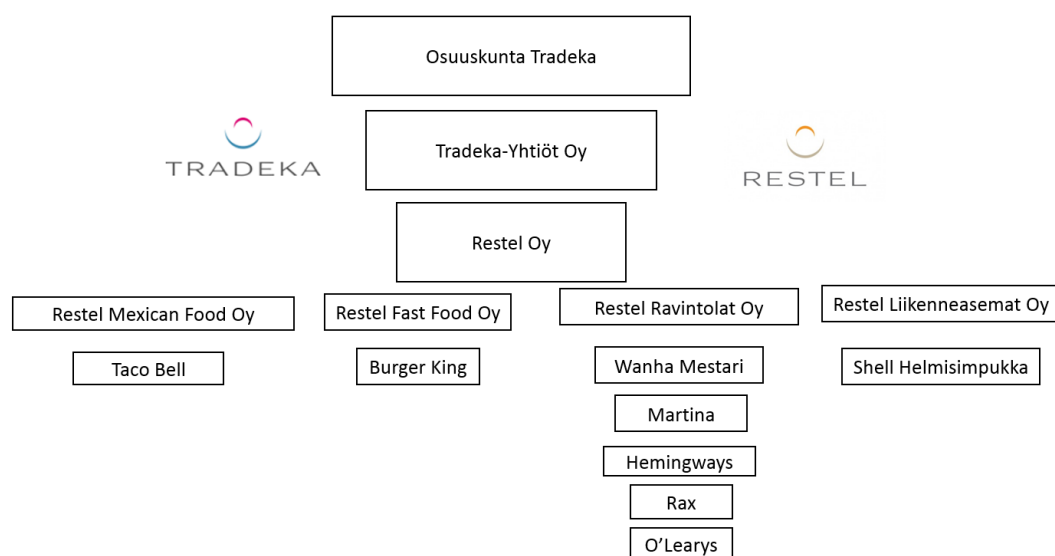 Osuuskunta Tradeka
TRADEKA
Tradeka-Yhtiöt Oy
RESTEL
Restel Oy
Restel Mexican Food Oy
Restel Fast Food Oy
Restel Ravintolat Oy
Restel Liikenneasemat Oy
Taco Bell
Burger King
Wanha Mestari
Shell Helmisimpukka
Martina
Hemingways
Rax
O’Learys